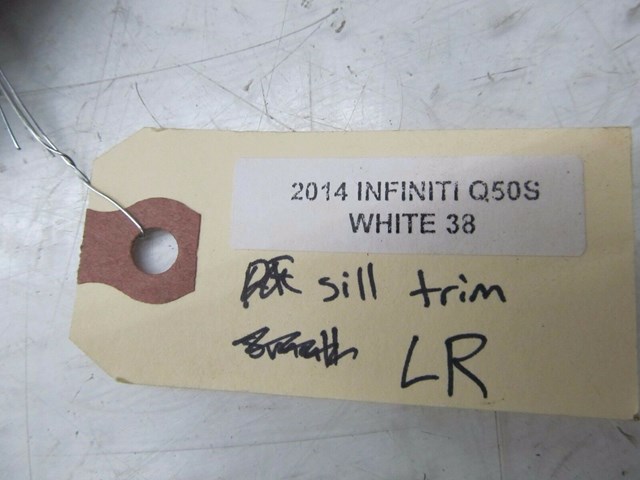 2014 INFINITI Q50S
WHITE 38
sill trim
LR